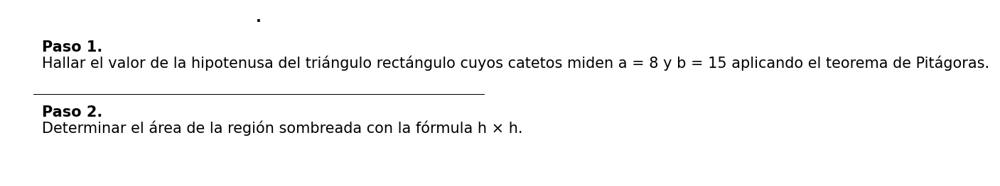 .
Paso 1.
Hallar el valor de la hipotenusa del triángulo rectángulo cuyos catetos miden a = 8 y b = 15 aplicando el teorema de Pitágoras.
Paso 2.
Determinar el área de la región sombreada con la fórmula h × h.